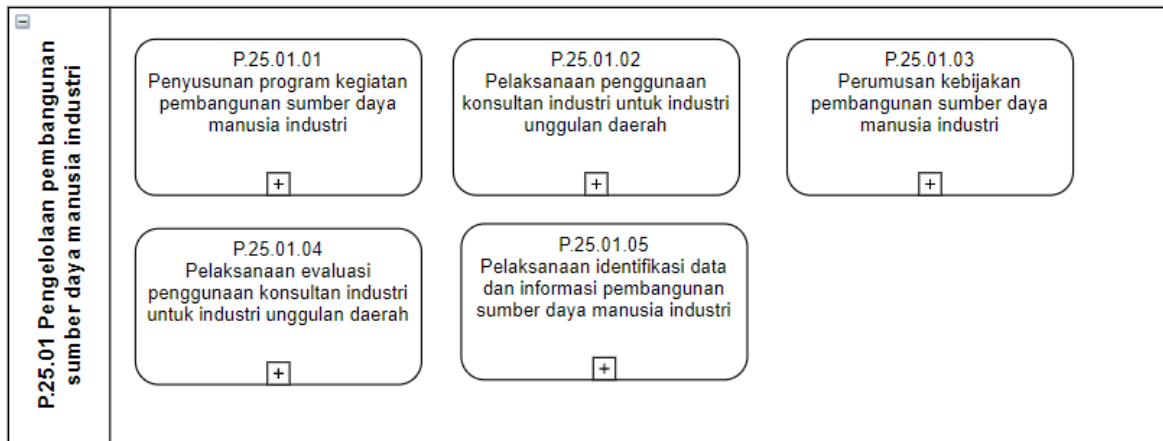 P.25.01 Pengelolaan pembangunan
sumber daya manusia industri
P.25.01.01
Penyusunan program kegiatan
pembangunan sumber daya
manusia industri
P.25.01.02
Pelaksanaan penggunaan
konsultan industri untuk industri
unggulan daerah
P.25.01.03
Perumusan kebijakan
pembangunan sumber daya
manusia industri
P.25.01.04
Pelaksanaan evaluasi
penggunaan konsultan industri
untuk industri unggulan daerah
P.25.01.05
Pelaksanaan identifikasi data
dan informasi pembangunan
sumber daya manusia industri